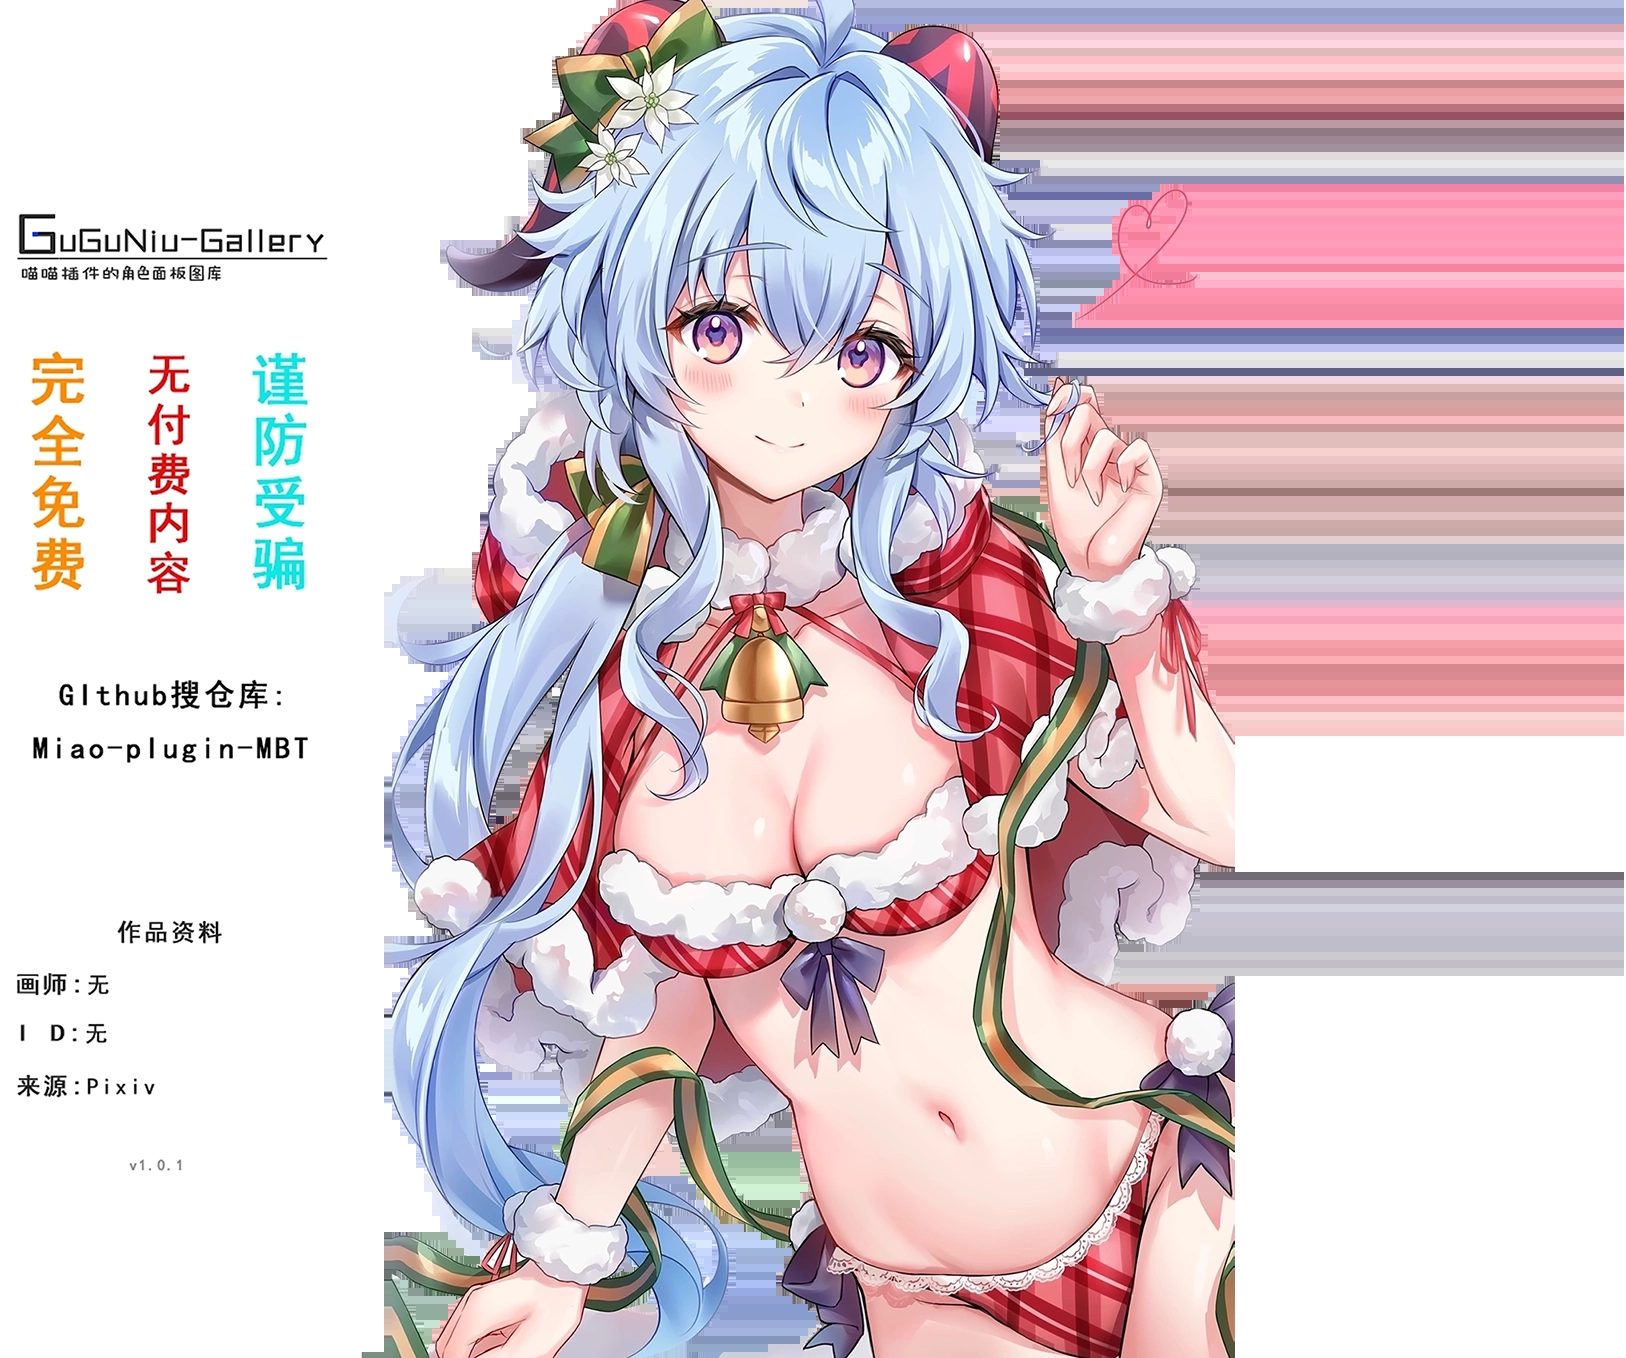 GuGuNiu-Gallery
喵喵插件的角色面板图库
完全免费
无付费内容
谨防受骗
GIthub搜仓库:
Miao-plugin-MBT
作品资料
画师:无
I D:无
来源:Pixiv
v1.0.1